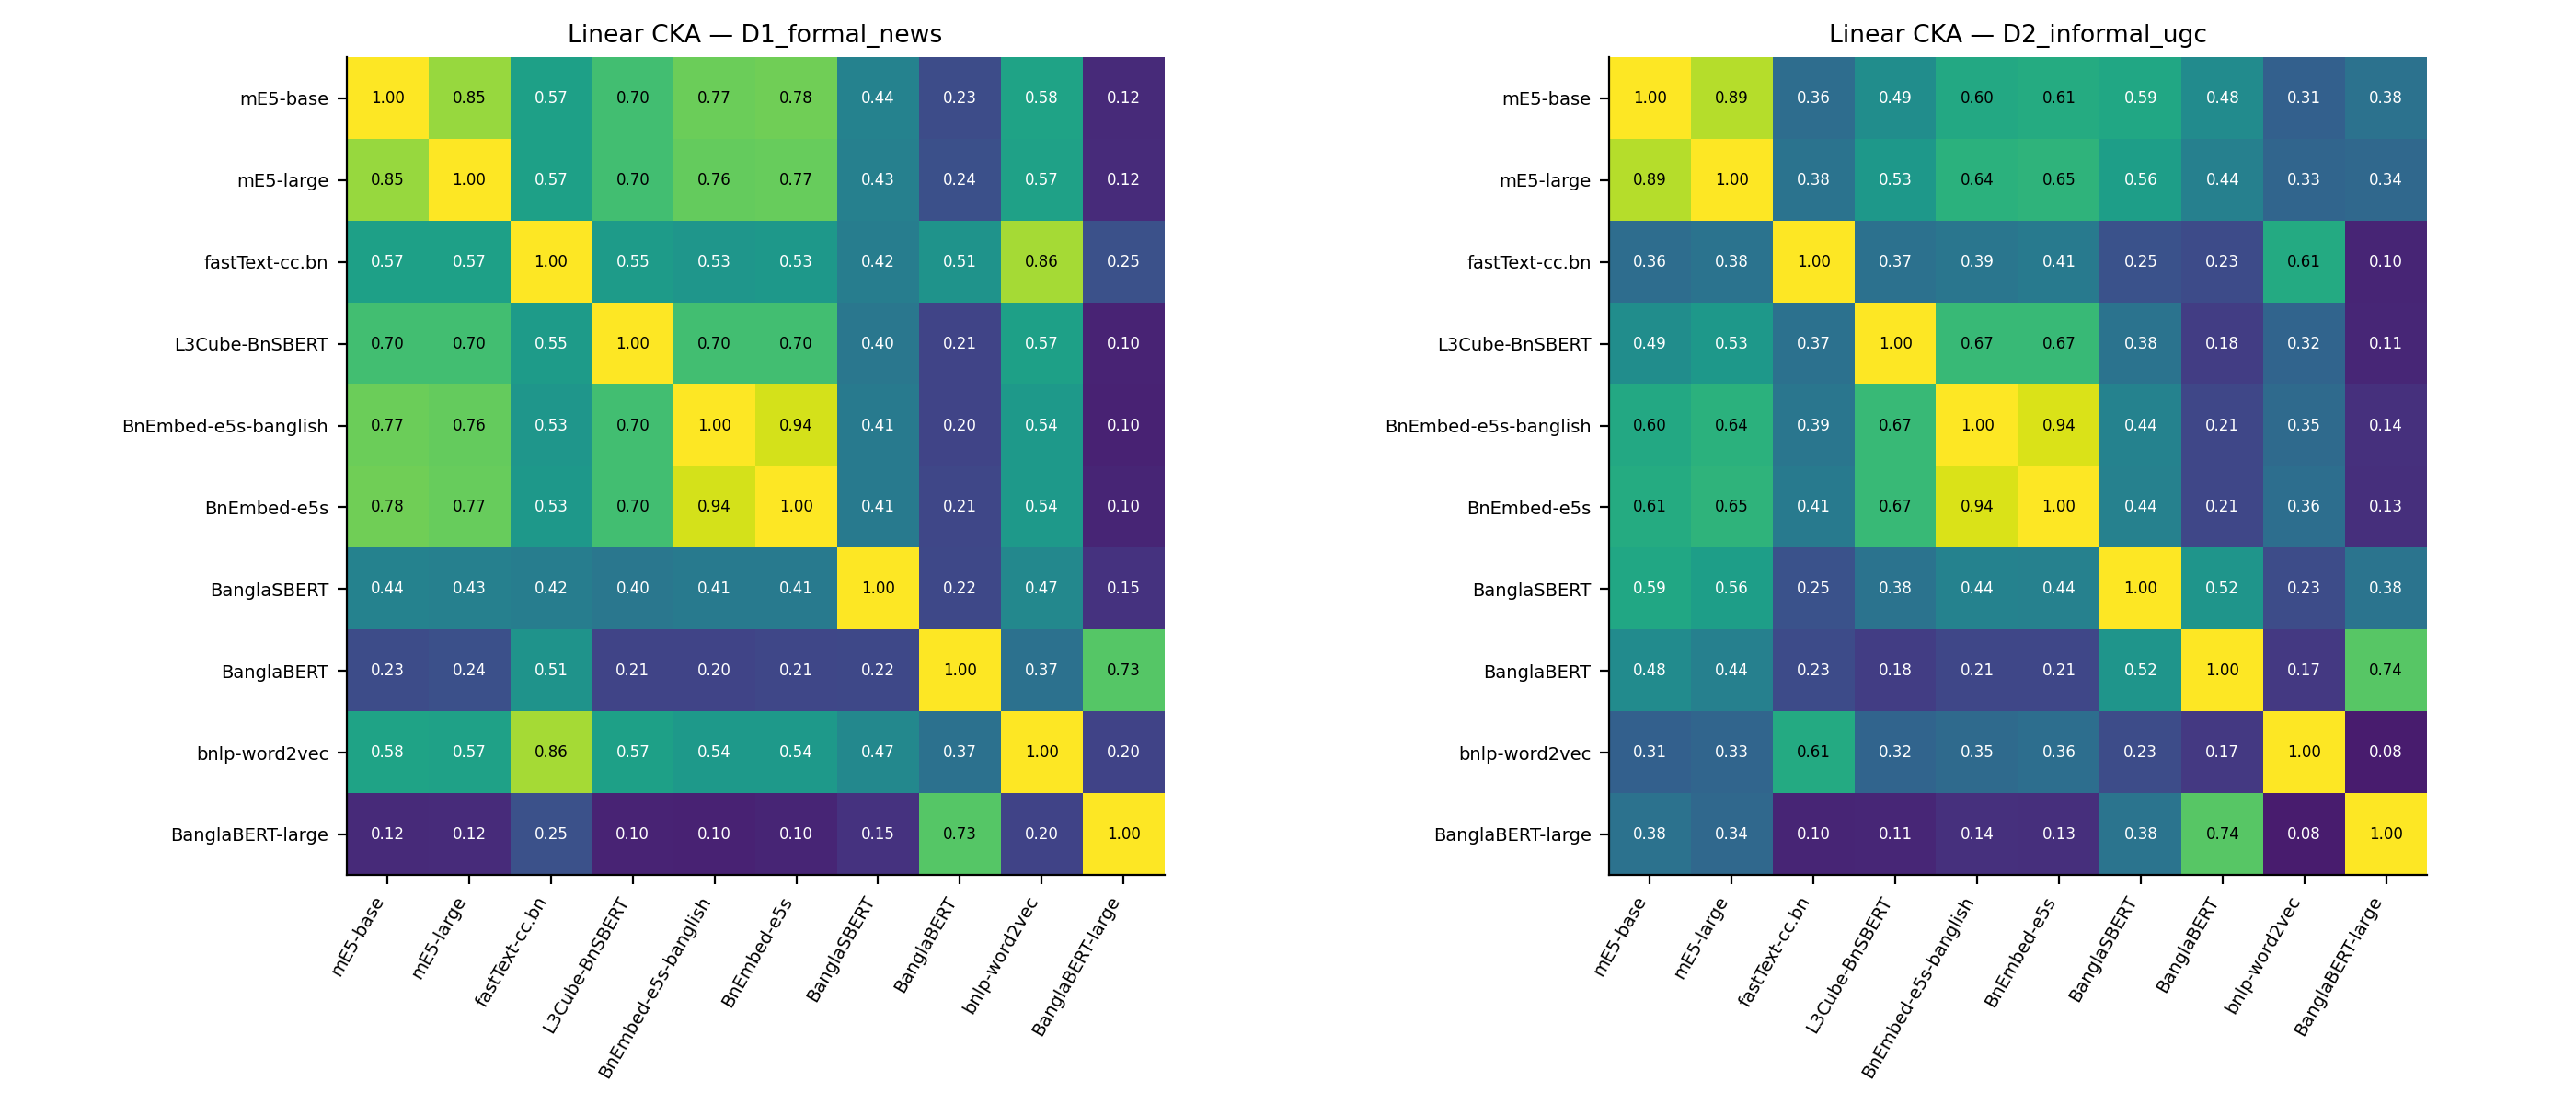 Linear CKA — D1_formal_news
mE5-base 1.00 0.85 0.57 0.70 0.77 0.78 0.44 0.23 0.58 0.12
mE5-large 0.85 1.00 0.57 0.70 0.76 0.77 0.43 0.24 0.57 0.12
fastText-cc.bn 0.57 0.57 1.00 0.55 0.53 0.53 0.42 0.51 0.86 0.25
L3Cube-BnSBERT 0.70 0.70 0.55 1.00 0.70 0.70 0.40 0.21 0.57 0.10
BnEmbed-e5s-banglish 0.77 0.76 0.53 0.70 1.00 0.94 0.41 0.20 0.54 0.10
BnEmbed-e5s 0.78 0.77 0.53 0.70 0.94 1.00 0.41 0.21 0.54 0.10
BanglaSBERT 0.44 0.43 0.42 0.40 0.41 0.41 1.00 0.22 0.47 0.15
BanglaBERT 0.23 0.24 0.51 0.21 0.20 0.21 0.22 1.00 0.37 0.73
bnlp-word2vec 0.58 0.57 0.86 0.57 0.54 0.54 0.47 0.37 1.00 0.20
BanglaBERT-large 0.12 0.12 0.25 0.10 0.10 0.10 0.15 0.73 0.20 1.00
mE5-base mE5-large fastText-cc.bn L3Cube-BnSBERT BnEmbed-e5s-banglish BnEmbed-e5s BanglaSBERT BanglaBERT bnlp-word2vec BanglaBERT-large
Linear CKA — D2_informal_ugc
mE5-base 1.00 0.89 0.36 0.49 0.60 0.61 0.59 0.48 0.31 0.38
mE5-large 0.89 1.00 0.38 0.53 0.64 0.65 0.56 0.44 0.33 0.34
fastText-cc.bn 0.36 0.38 1.00 0.37 0.39 0.41 0.25 0.23 0.61 0.10
L3Cube-BnSBERT 0.49 0.53 0.37 1.00 0.67 0.67 0.38 0.18 0.32 0.11
BnEmbed-e5s-banglish 0.60 0.64 0.39 0.67 1.00 0.94 0.44 0.21 0.35 0.14
BnEmbed-e5s 0.61 0.65 0.41 0.67 0.94 1.00 0.44 0.21 0.36 0.13
BanglaSBERT 0.59 0.56 0.25 0.38 0.44 0.44 1.00 0.52 0.23 0.38
BanglaBERT 0.48 0.44 0.23 0.18 0.21 0.21 0.52 1.00 0.17 0.74
bnlp-word2vec 0.31 0.33 0.61 0.32 0.35 0.36 0.23 0.17 1.00 0.08
BanglaBERT-large 0.38 0.34 0.10 0.11 0.14 0.13 0.38 0.74 0.08 1.00
mE5-base mE5-large fastText-cc.bn L3Cube-BnSBERT BnEmbed-e5s-banglish BnEmbed-e5s BanglaSBERT BanglaBERT bnlp-word2vec BanglaBERT-large